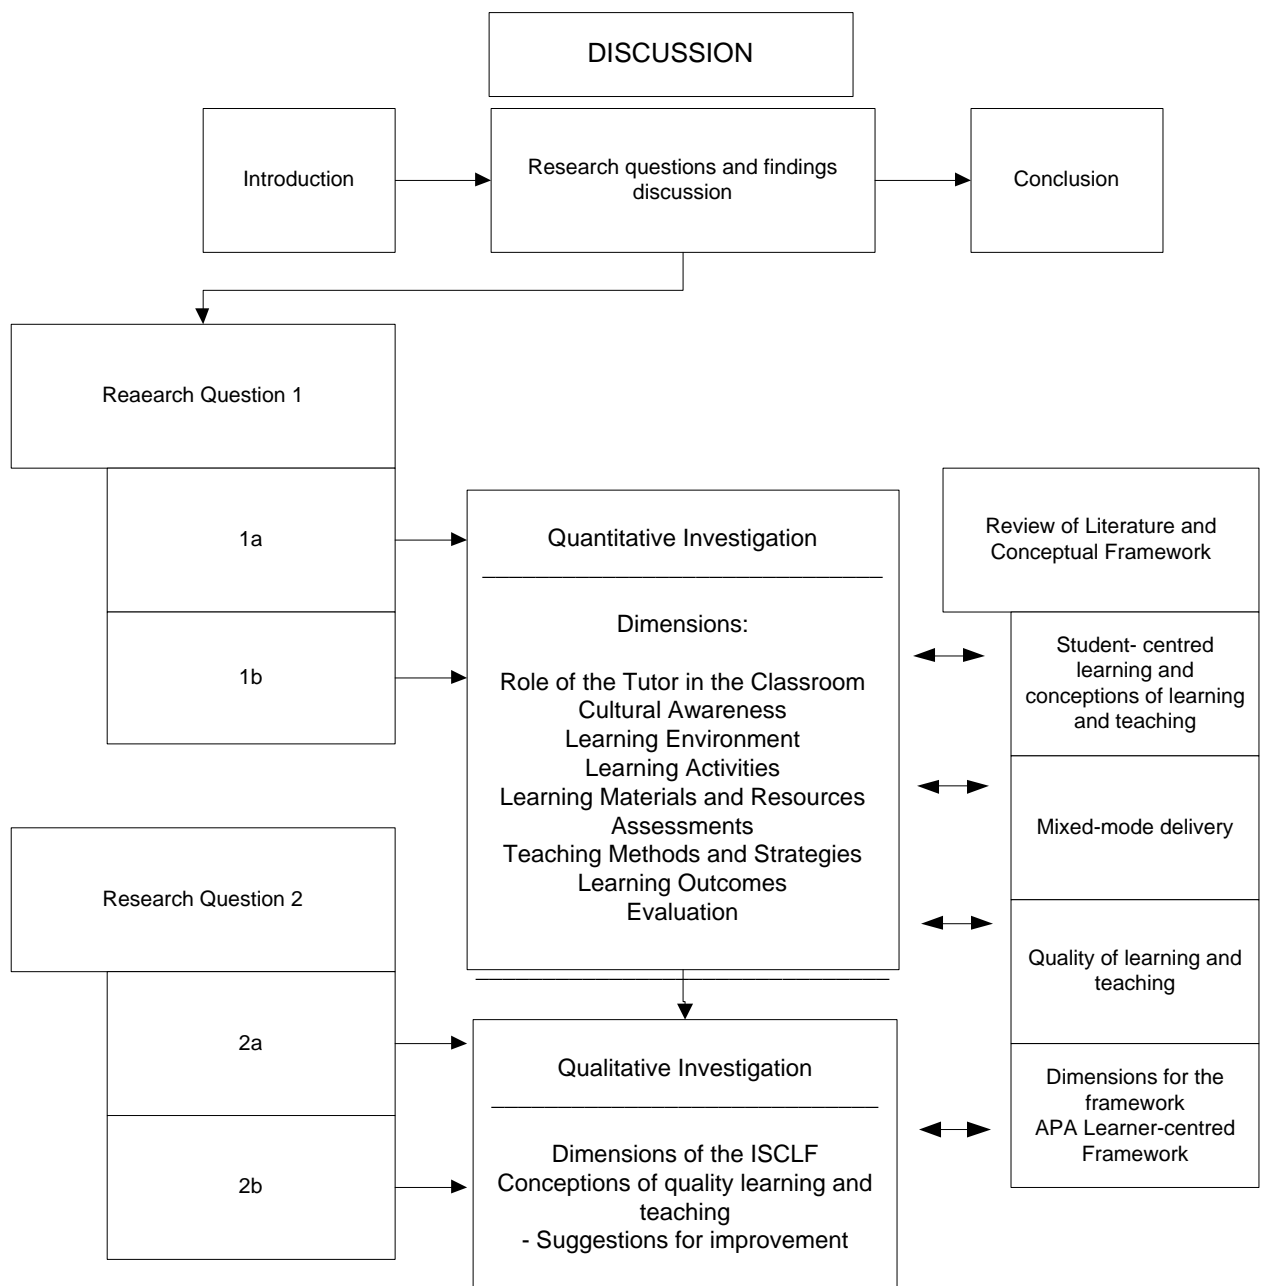 DISCUSSION
Introduction
Research questions and findings
discussion
Conclusion
Reaearch Question 1
1a
1b
Quantitative Investigation
Dimensions:
Role of the Tutor in the Classroom
Cultural Awareness
Learning Environment
Learning Activities
Learning Materials and Resources
Assessments
Teaching Methods and Strategies
Learning Outcomes
Evaluation
Review of Literature and
Conceptual Framework
Student- centred
learning and
conceptions of learning
and teaching
Mixed-mode delivery
Quality of learning and
teaching
Dimensions for the
framework
APA Learner-centred
Framework
Research Question 2
2a
2b
Qualitative Investigation
Dimensions of the ISCLF
Conceptions of quality learning and
teaching
- Suggestions for improvement